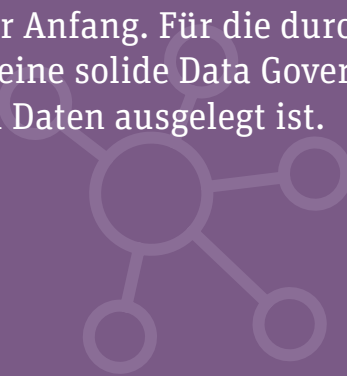 r Anfang. Für die durc
eine solide Data Gover
Daten ausgelegt ist.